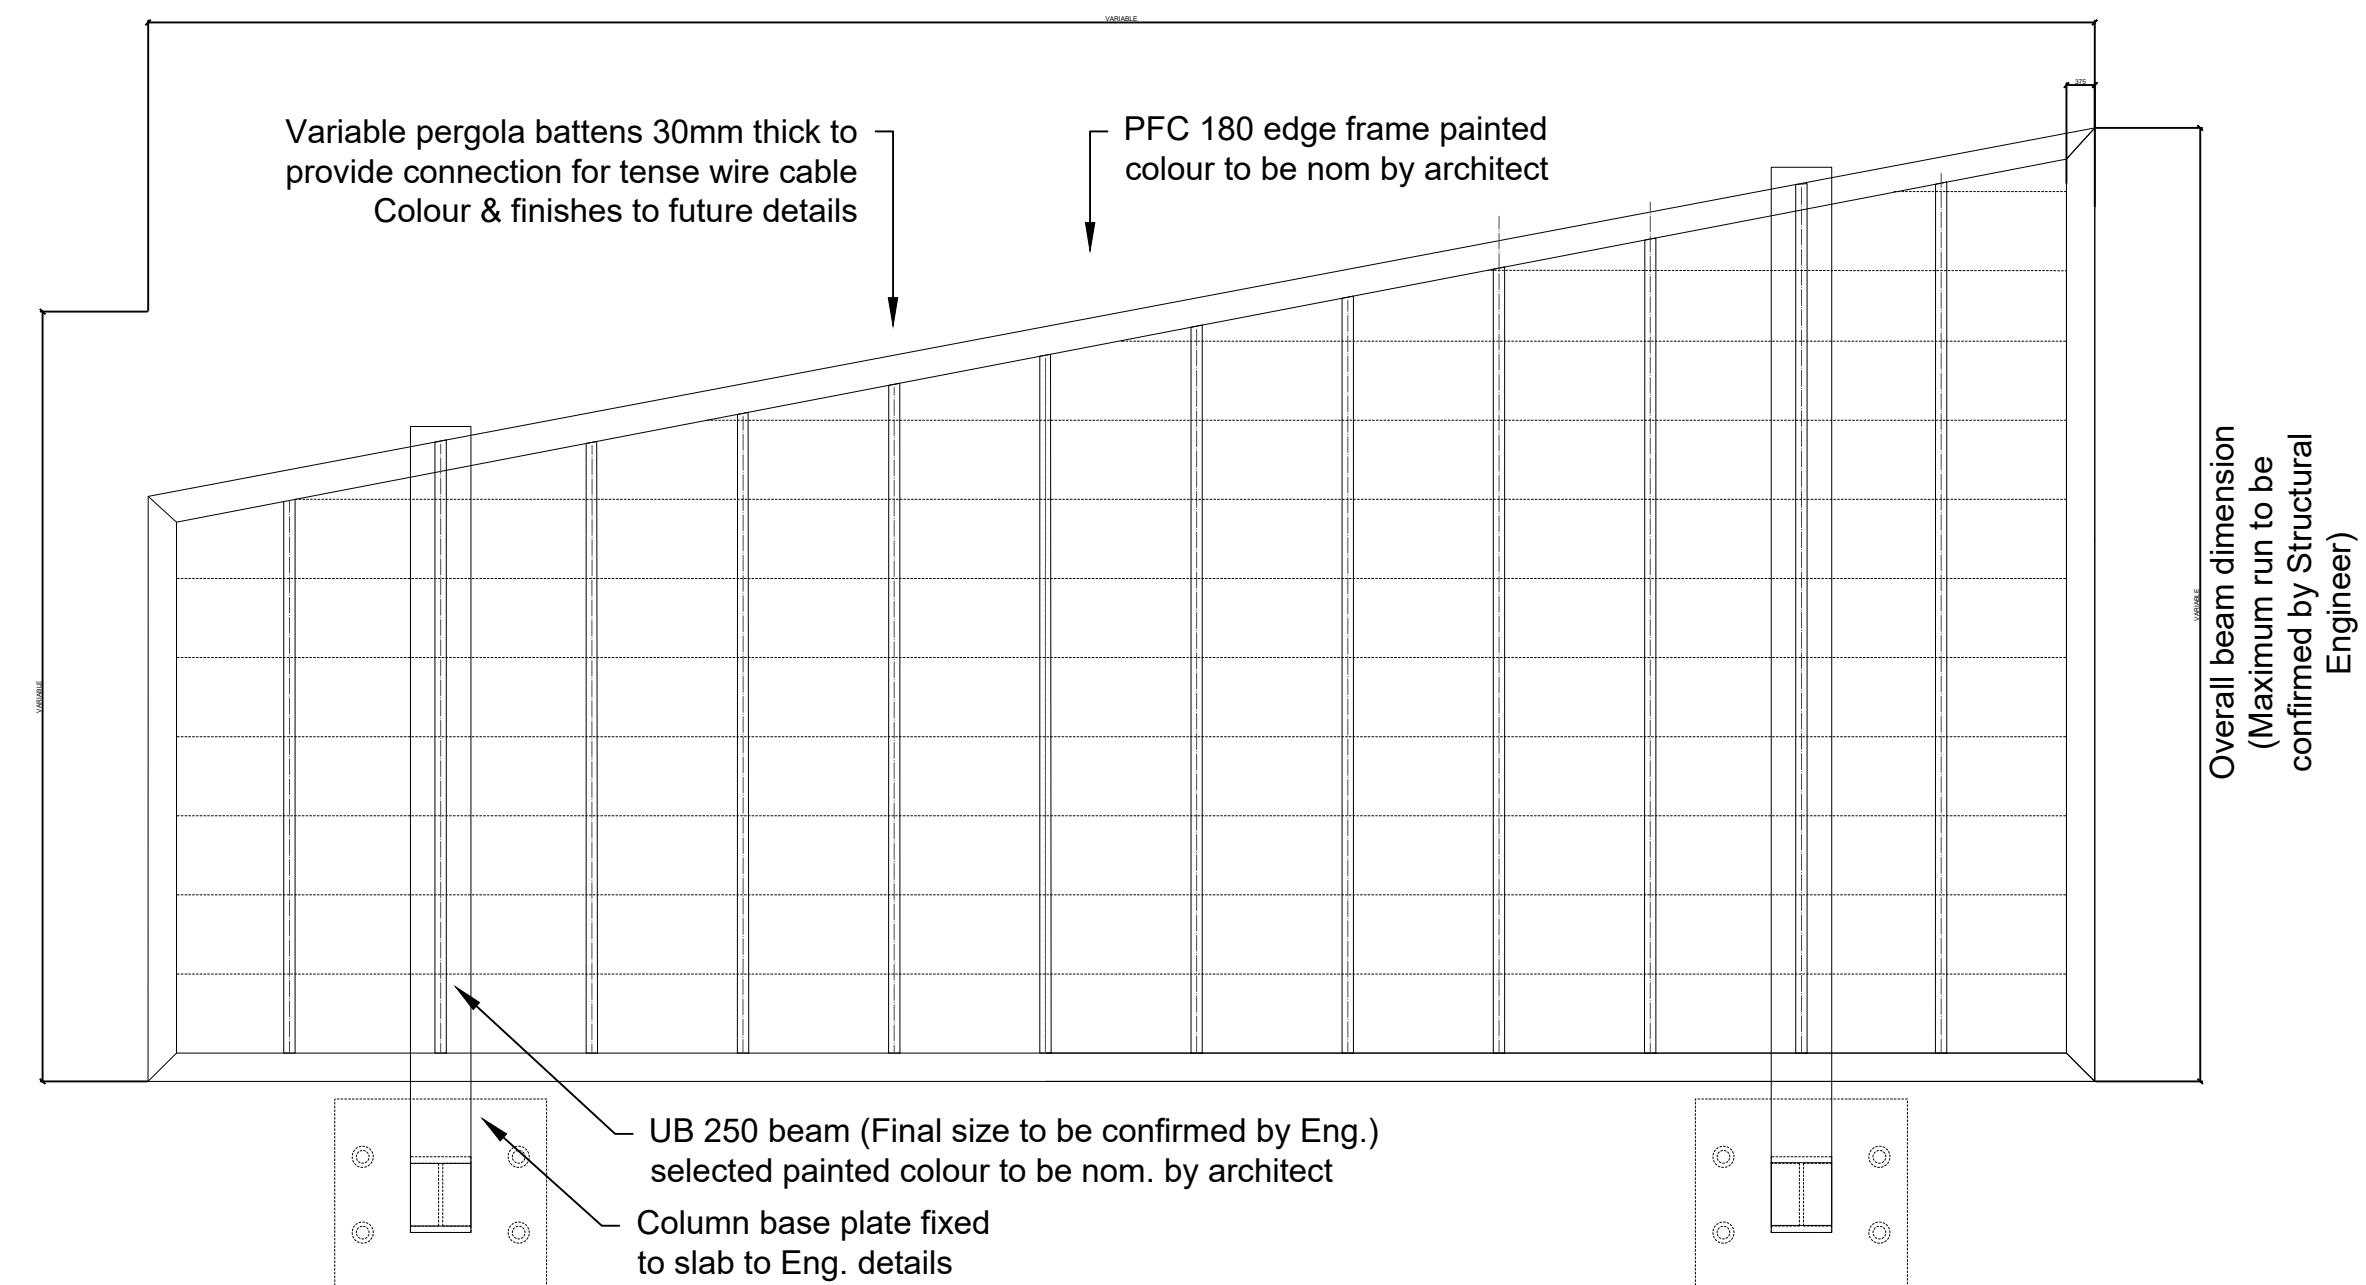 VARIABLE
375
Variable pergola battens 30mm thick to
provide connection for tense wire cable
Colour & finishes to future details
PFC 180 edge frame painted
colour to be nom by architect
Overall beam dimension
(Maximum run to be
confirmed by Structural
Engineer)
VARIABLE
VARIABLE
UB 250 beam (Final size to be confirmed by Eng.)
selected painted colour to be nom. by architect
Column base plate fixed
to slab to Eng. details